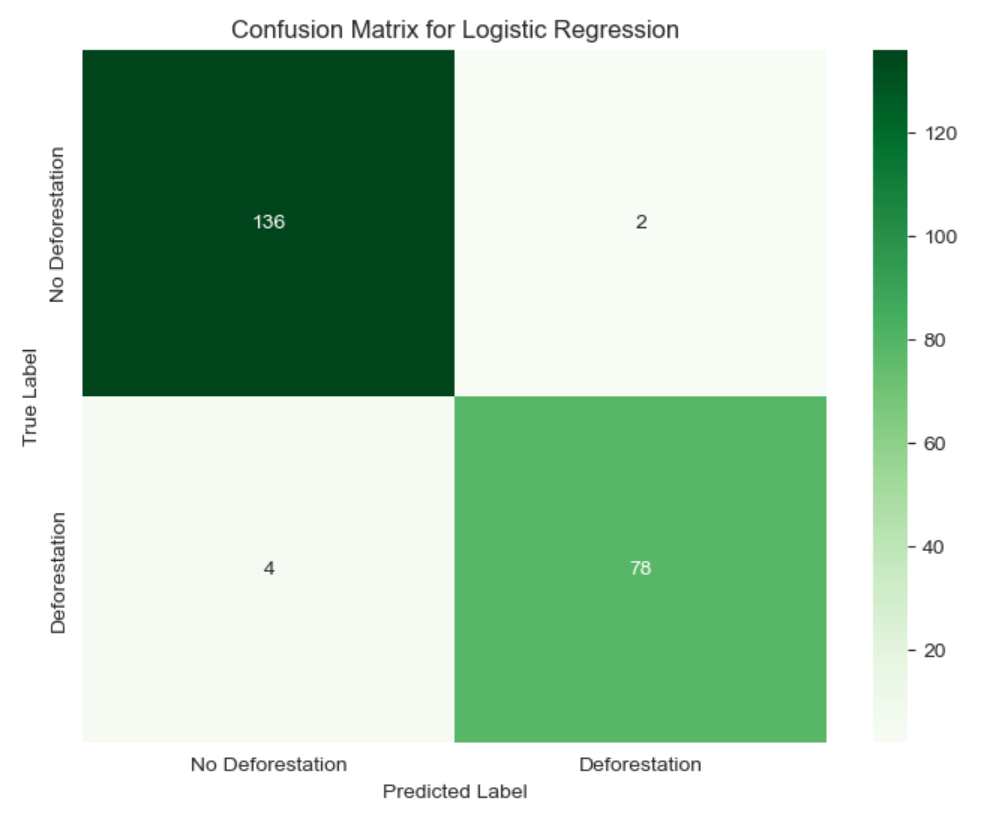 Confusion Matrix for Logistic Regression
True Label
No Deforestation
Deforestation
136
2
4
78
No Deforestation
Deforestation
Predicted Label
120
100
80
60
40
20